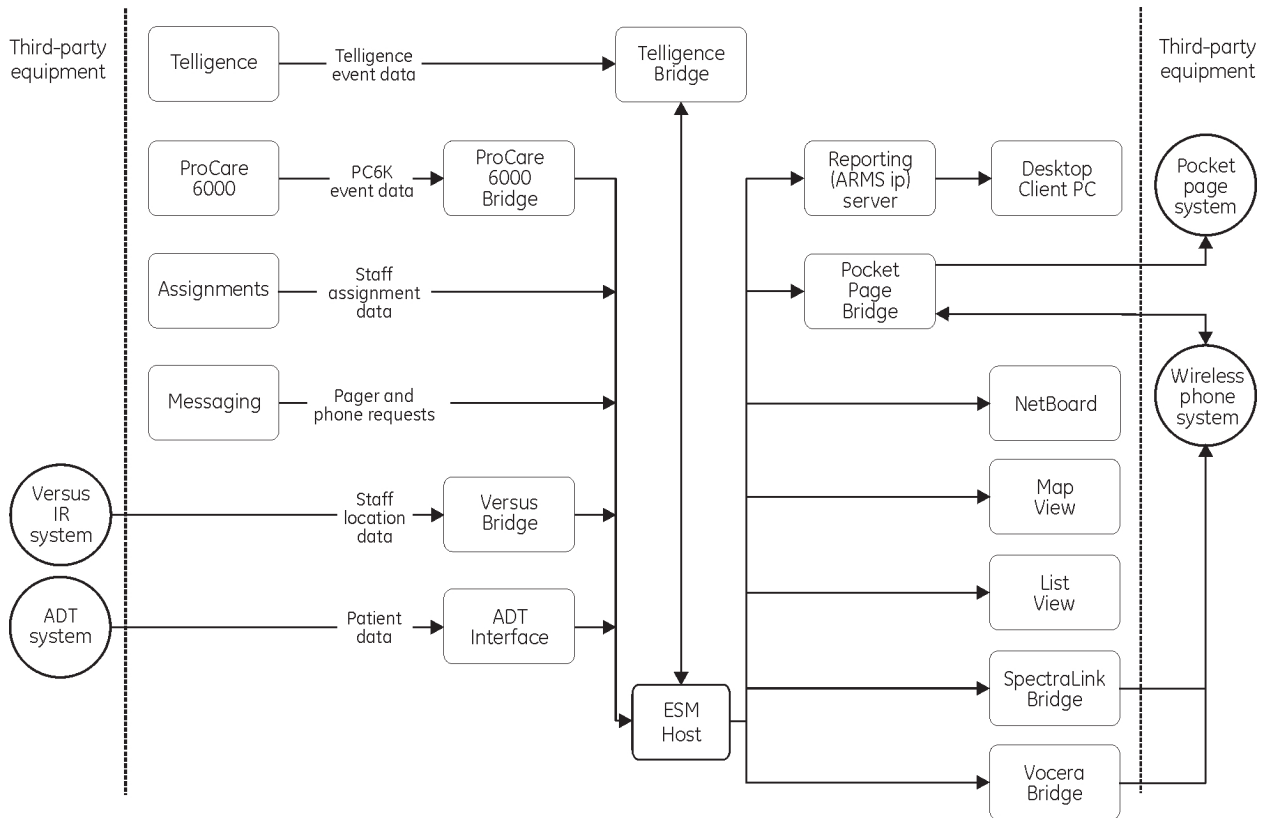 Third-party
equipment
Telligence
Telligence
event data
Telligence
Bridge
Third-party
equipment
ProCare
6000
PC6K
event data
ProCare
6000
Bridge
Reporting
(ARMS ip)
server
Desktop
Client PC
Pocket
page
system
Assignments
Staff
assignment
data
Pocket
Page
Bridge
Messaging
Pager and
phone requests
NetBoard
Wireless
phone
system
Versus
IR
system
Staff
location
data
Versus
Bridge
Map
View
ADT
system
Patient
data
ADT
Interface
List
View
ESM
Host
SpectraLink
Bridge
Vocera
Bridge